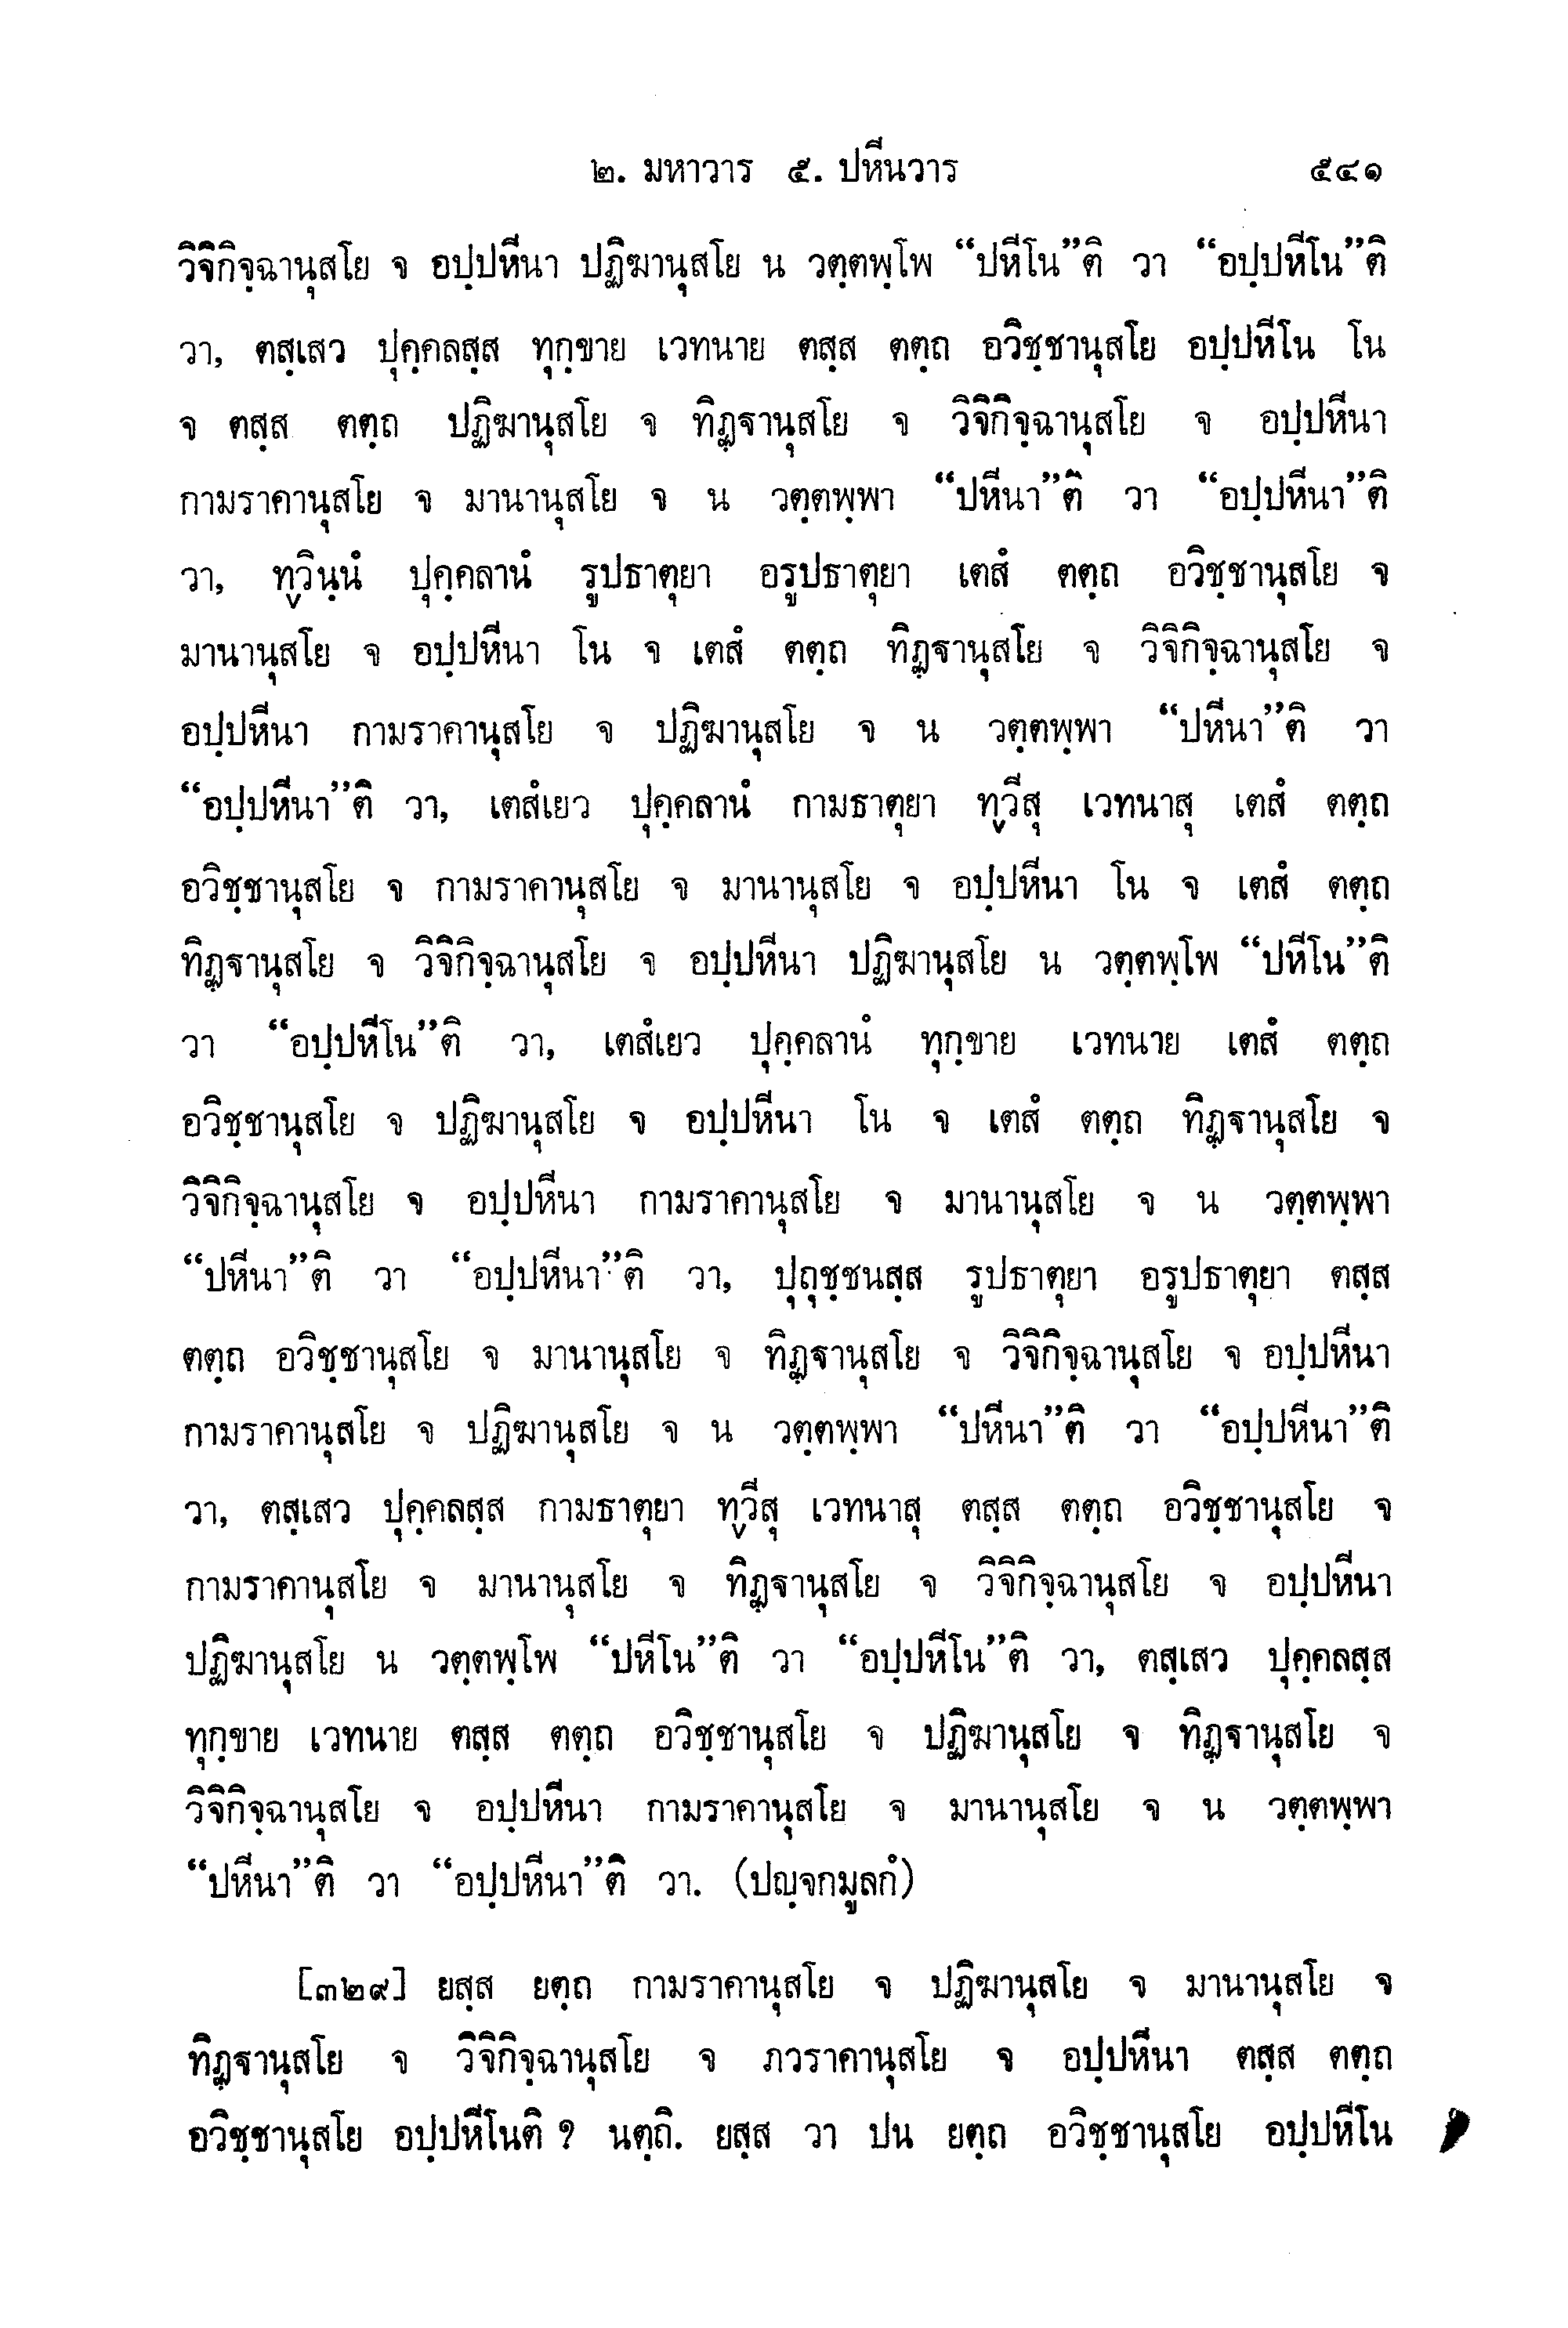 ๒. มหาวาร ๕. ปหีนวาร ๕๔๑
วิจิกิจฺฉานุสโย จ อปฺปหีนา ปฏิฆานุสโย น วตฺตพฺโพ “ปหีโน”ติ วา “อปฺปหีโน”ติ
วา, ตสฺเสว ปุคฺคลสฺส ทุกฺขาย เวทนาย ตสฺส ตตฺถ อวิชฺชานุสโย อปฺปหีโน โน
จ ตสฺส ตตฺถ ปฏิฆานุสโย จ ทิฏฺฐานุสโย จ วิจิกิจฺฉานุสโย จ อปฺปหีนา
กามราคานุสโย จ มานานุสโย จ น วตฺตพฺพา “ปหีนา”ติ วา “อปฺปหีนา”ติ
วา, ทฺวินฺนํ ปุคฺคลานํ รูปธาตุยา อรูปธาตุยา เตสํ ตตฺถ อวิชฺชานุสโย จ
มานานุสโย จ อปฺปหีนา โน จ เตสํ ตตฺถ ทิฏฺฐานุสโย จ วิจิกิจฺฉานุสโย จ
อปฺปหีนา กามราคานุสโย จ ปฏิฆานุสโย จ น วตฺตพฺพา “ปหีนา”ติ วา
“อปฺปหีนา”ติ วา, เตสํเยว ปุคฺคลานํ กามธาตุยา ทฺวีสุ เวทนาสุ เตสํ ตตฺถ
อวิชฺชานุสโย จ กามราคานุสโย จ มานานุสโย จ อปฺปหีนา โน จ เตสํ ตตฺถ
ทิฏฺฐานุสโย จ วิจิกิจฺฉานุสโย จ อปฺปหีนา ปฏิฆานุสโย น วตฺตพฺโพ “ปหีโน”ติ
วา “อปฺปหีโน”ติ วา, เตสํเยว ปุคฺคลานํ ทุกฺขาย เวทนาย เตสํ ตตฺถ
อวิชฺชานุสโย จ ปฏิฆานุสโย จ อปฺปหีนา โน จ เตสํ ตตฺถ ทิฏฺฐานุสโย จ
วิจิกิจฺฉานุสโย จ อปฺปหีนา กามราคานุสโย จ มานานุสโย จ น วตฺตพฺพา
“ปหีนา”ติ วา “อปฺปหีนา”ติ วา, ปุถุชฺชนสฺส รูปธาตุยา อรูปธาตุยา ตสฺส
ตตฺถ อวิชฺชานุสโย จ มานานุสโย จ ทิฏฺฐานุสโย จ วิจิกิจฺฉานุสโย จ อปฺปหีนา
กามราคานุสโย จ ปฏิฆานุสโย จ น วตฺตพฺพา “ปหีนา”ติ วา “อปฺปหีนา”ติ
วา, ตสฺเสว ปุคฺคลสฺส กามธาตุยา ทฺวีสุ เวทนาสุ ตสฺส ตตฺถ อวิชฺชานุสโย จ
กามราคานุสโย จ มานานุสโย จ ทิฏฺฐานุสโย จ วิจิกิจฺฉานุสโย จ อปฺปหีนา
ปฏิฆานุสโย น วตฺตพฺโพ “ปหีโน”ติ วา “อปฺปหีโน”ติ วา, ตสฺเสว ปุคฺคลสฺส
ทุกฺขาย เวทนาย ตสฺส ตตฺถ อวิชฺชานุสโย จ ปฏิฆานุสโย จ ทิฏฺฐานุสโย จ
วิจิกิจฺฉานุสโย จ อปฺปหีนา กามราคานุสโย จ มานานุสโย จ น วตฺตพฺพา
“ปหีนา”ติ วา “อปฺปหีนา”ติ วา. (ปญฺจกมูลกํ)
[๓๒๙] ยสฺส ยตฺถ กามราคานุสโย จ ปฏิฆานุสโย จ มานานุสโย จ
ทิฏฺฐานุสโย จ วิจิกิจฺฉานุสโย จ ภวราคานุสโย จ อปฺปหีนา ตสฺส ตตฺถ
อวิชฺชานุสโย อปฺปหีโนติ ? นตฺถิ. ยสฺส วา ปน ยตฺถ อวิชฺชานุสโย อปฺปหีโน